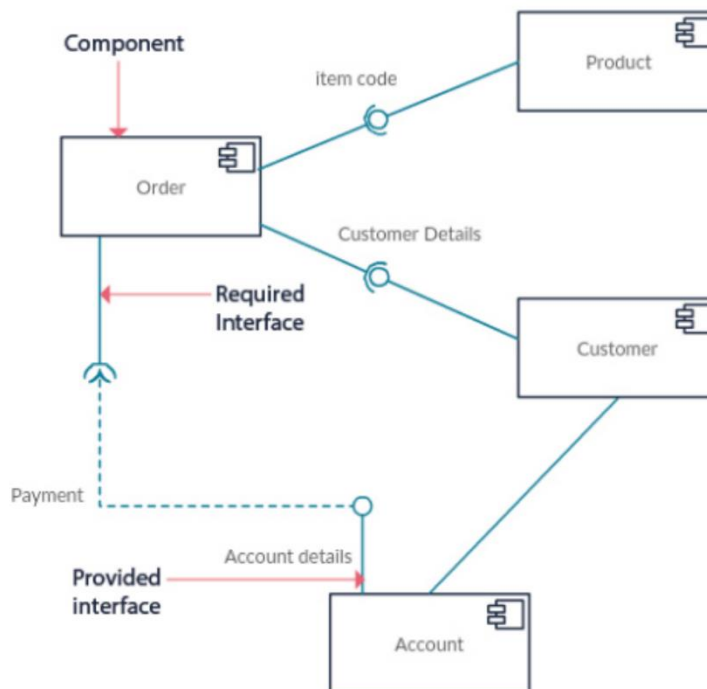 Component
Product
item code
Order
Customer Details
Required
Interface
Customer
Payment
Account details
Provided
interface
Account